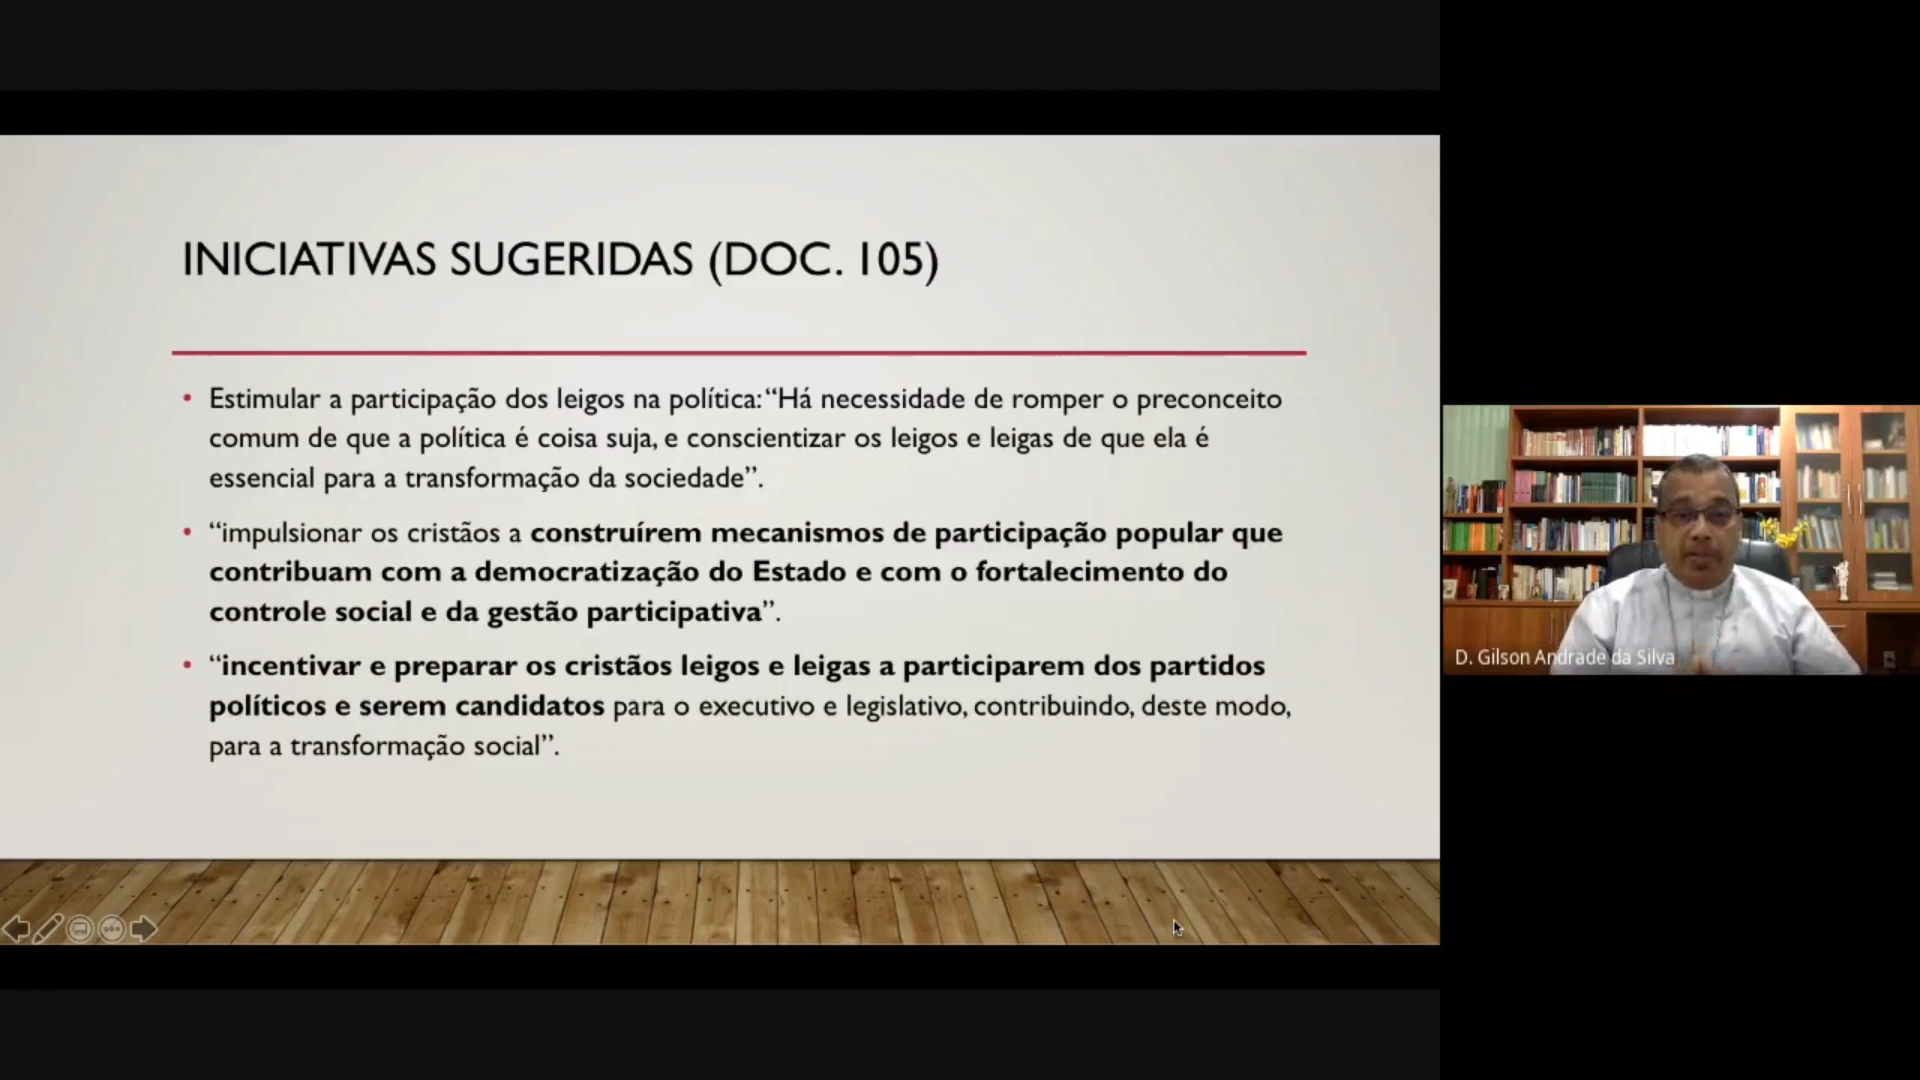 INICIATIVAS SUGERIDAS (DOC. 105)
• Estimular a participação dos leigos na política: “Há necessidade de romper o preconceito
comum de que a política é coisa suja, e conscientizar os leigos e leigas de que ela é
essencial para a transformação da sociedade”.
• “impulsionar os cristãos a construírem mecanismos de participação popular que
contribuam com a democratização do Estado e com o fortalecimento do
controle social e da gestão participativa”.
• “incentivar e preparar os cristãos leigos e leigas a participarem dos partidos
políticos e serem candidatos para o executivo e legislativo, contribuindo, deste modo,
para a transformação social”.
D. Gilson Andrade da Silva